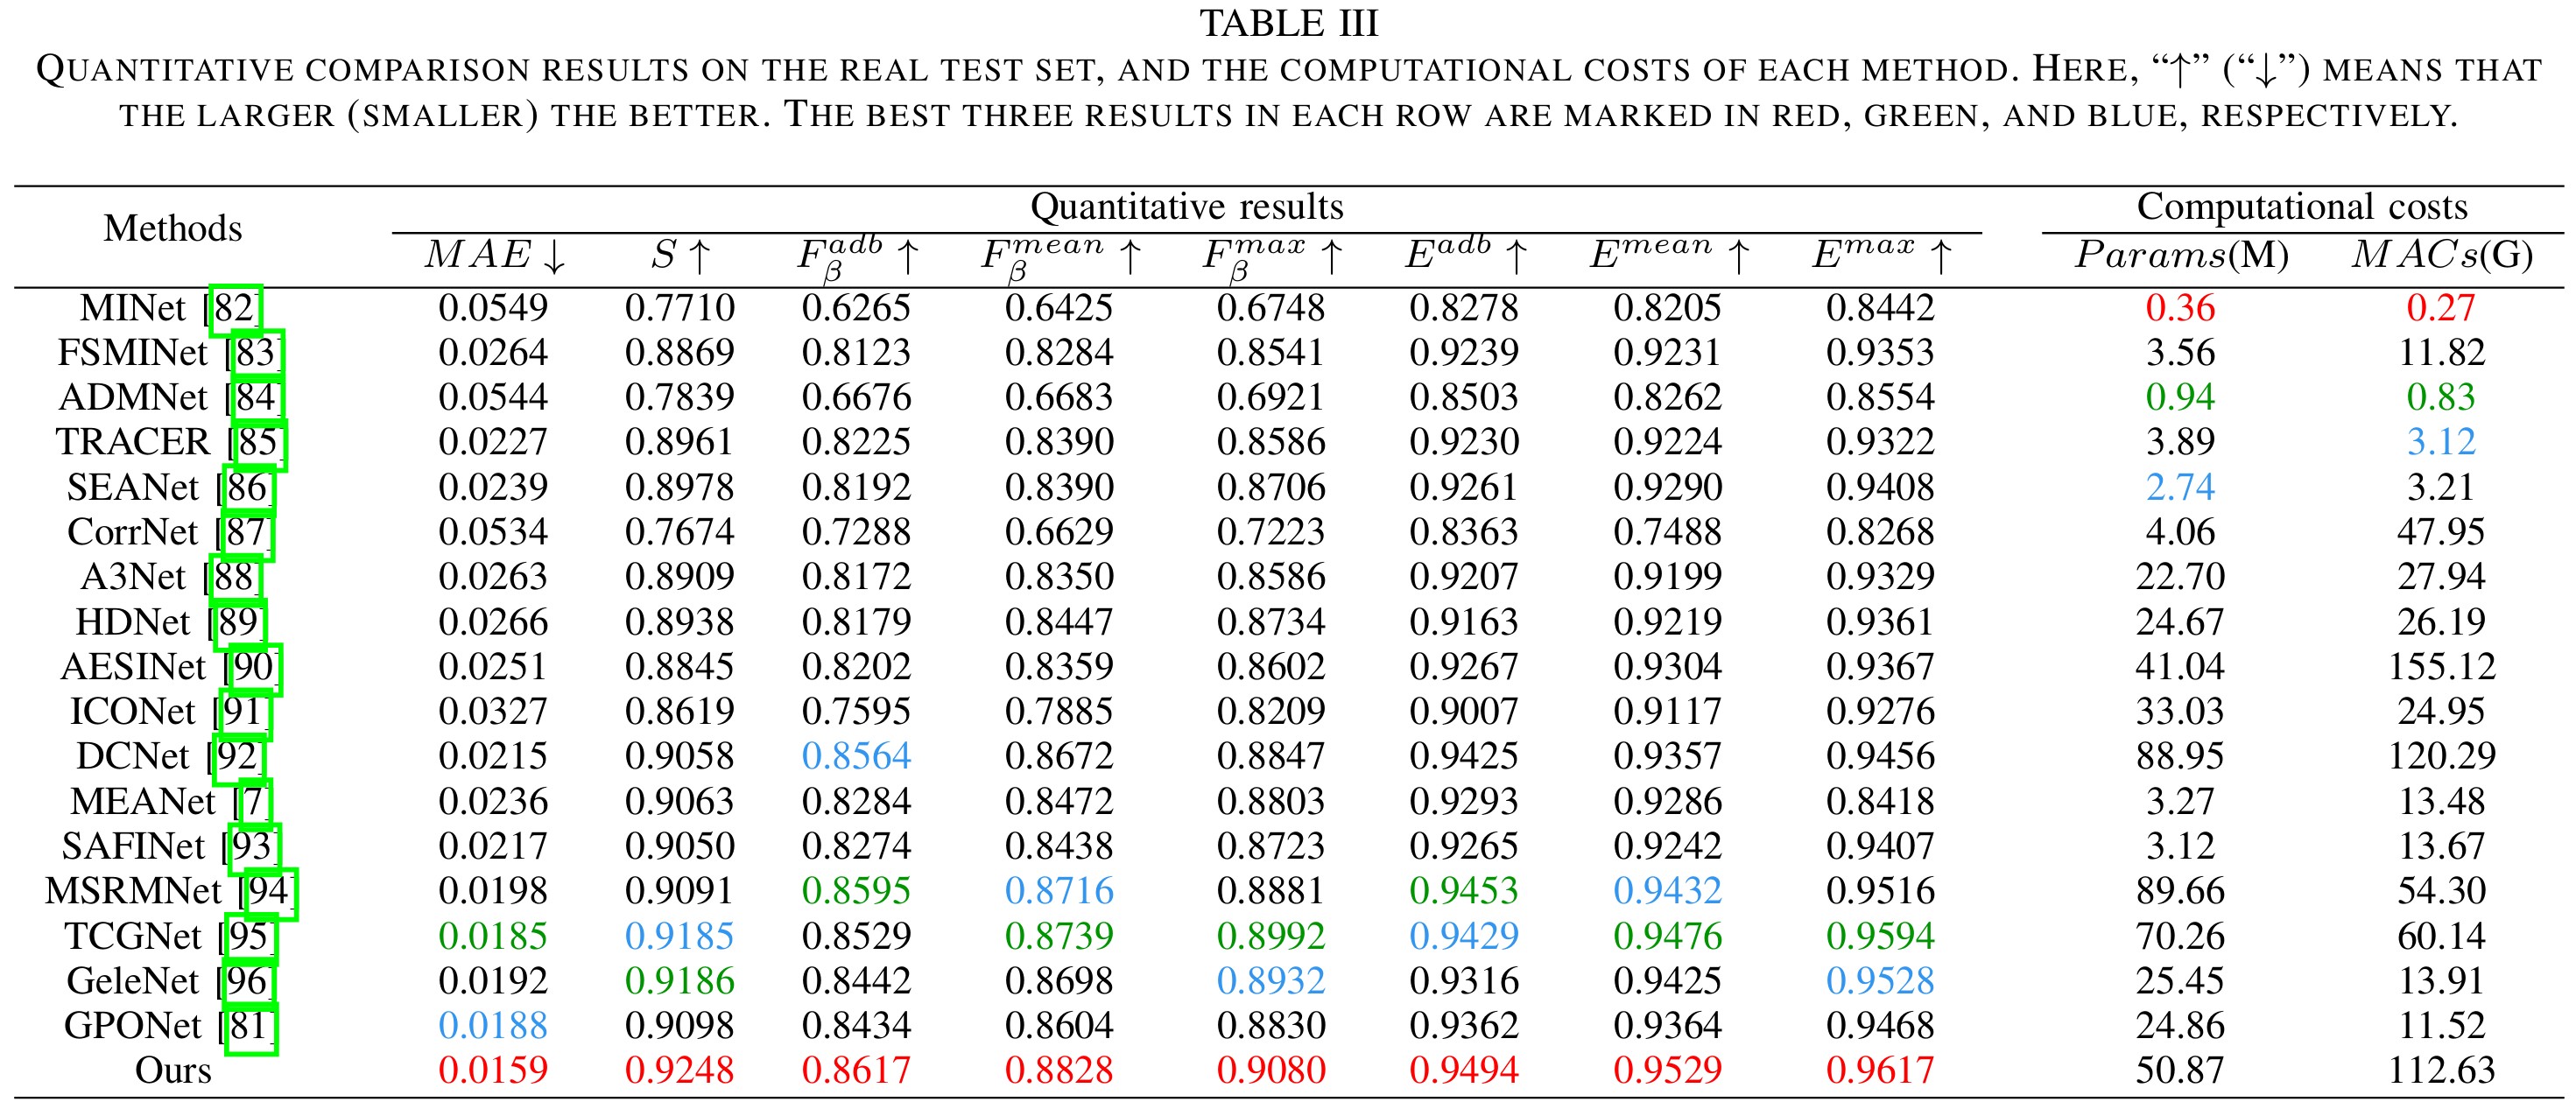 TABLE III
QUANTITATIVE COMPARISON RESULTS ON THE REAL TEST SET, AND THE COMPUTATIONAL COSTS OF EACH METHOD. HERE, “↑” (“↓”) MEANS THAT
THE LARGER (SMALLER) THE BETTER. THE BEST THREE RESULTS IN EACH ROW ARE MARKED IN RED, GREEN, AND BLUE, RESPECTIVELY.
Methods Quantitative results Computational costs
MAE ↓ S ↑ F_β^{adb} ↑ F_β^{mean} ↑ F_β^{max} ↑ E^{adb} ↑ E^{mean} ↑ E^{max} ↑ Params(M) MACs(G)
MINet [82] 0.0549 0.7710 0.6265 0.6425 0.6748 0.8278 0.8205 0.8442 0.36 0.27
FSMINet [83] 0.0264 0.8869 0.8123 0.8284 0.8541 0.9239 0.9231 0.9353 3.56 11.82
ADMNet [84] 0.0544 0.7839 0.6676 0.6683 0.6921 0.8503 0.8262 0.8554 0.94 0.83
TRACER [85] 0.0227 0.8961 0.8225 0.8390 0.8586 0.9230 0.9224 0.9322 3.89 3.12
SEANet [86] 0.0239 0.8978 0.8192 0.8390 0.8706 0.9261 0.9290 0.9408 2.74 3.21
CorrNet [87] 0.0534 0.7674 0.7288 0.6629 0.7223 0.8363 0.7488 0.8268 4.06 47.95
A3Net [88] 0.0263 0.8909 0.8172 0.8350 0.8586 0.9207 0.9199 0.9329 22.70 27.94
HDNet [89] 0.0266 0.8938 0.8179 0.8447 0.8734 0.9163 0.9219 0.9361 24.67 26.19
AESINet [90] 0.0251 0.8845 0.8202 0.8359 0.8602 0.9267 0.9304 0.9367 41.04 155.12
ICONet [91] 0.0327 0.8619 0.7595 0.7885 0.8209 0.9007 0.9117 0.9276 33.03 24.95
DCNet [92] 0.0215 0.9058 0.8564 0.8672 0.8847 0.9425 0.9357 0.9456 88.95 120.29
MEANet [7] 0.0236 0.9063 0.8284 0.8472 0.8803 0.9293 0.9286 0.8418 3.27 13.48
SAFINet [93] 0.0217 0.9050 0.8274 0.8438 0.8723 0.9265 0.9242 0.9407 3.12 13.67
MSRMNet [94] 0.0198 0.9091 0.8595 0.8716 0.8881 0.9453 0.9432 0.9516 89.66 54.30
TCGNet [95] 0.0185 0.9185 0.8529 0.8739 0.8992 0.9429 0.9476 0.9594 70.26 60.14
GeleNet [96] 0.0192 0.9186 0.8442 0.8698 0.8932 0.9316 0.9425 0.9528 25.45 13.91
GPONet [81] 0.0188 0.9098 0.8434 0.8604 0.8830 0.9362 0.9364 0.9468 24.86 11.52
Ours 0.0159 0.9248 0.8617 0.8828 0.9080 0.9494 0.9529 0.9617 50.87 112.63